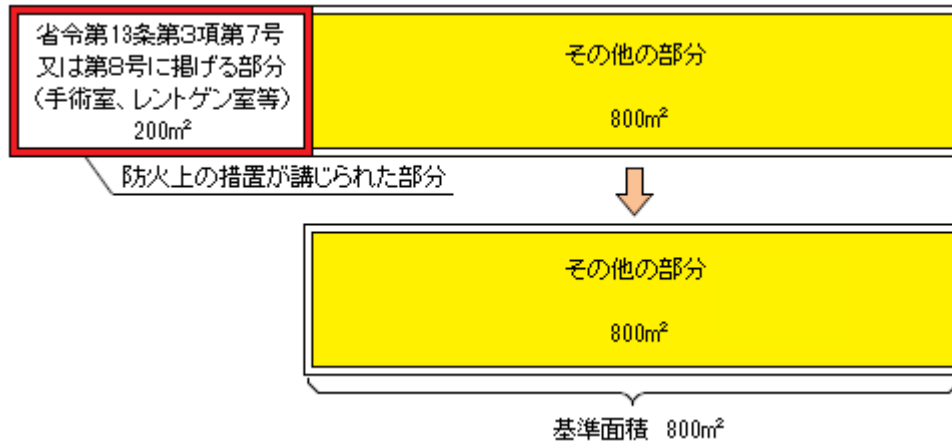 省令第13条第3項第7号
又は第8号に掲げる部分
（手術室、レントゲン室等）
200m²
その他の部分
800m²
防火上の措置が講じられた部分
その他の部分
800m²
基準面積 800m²